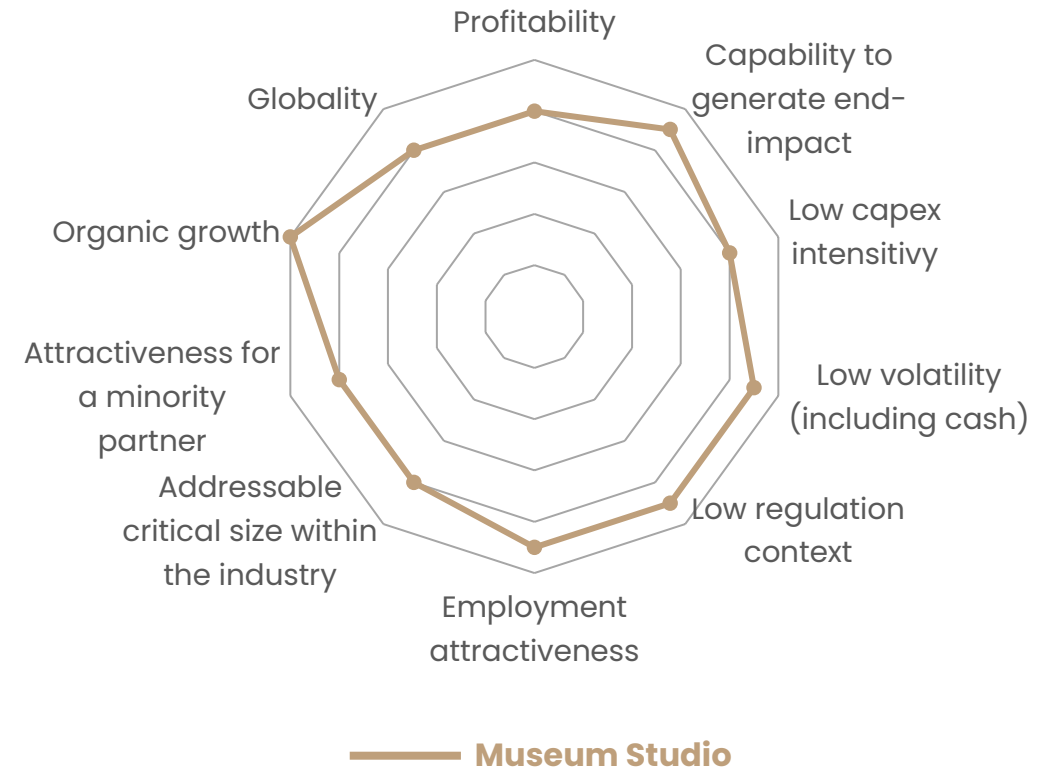 Profitability
Capability to
generate end-
impact
Low capex
intensitivy
Low volatility
(including cash)
Low regulation
context
Employment
attractiveness
Addressable
critical size within
the industry
Attractiveness for
a minority
partner
Organic growth
Globality
Museum Studio